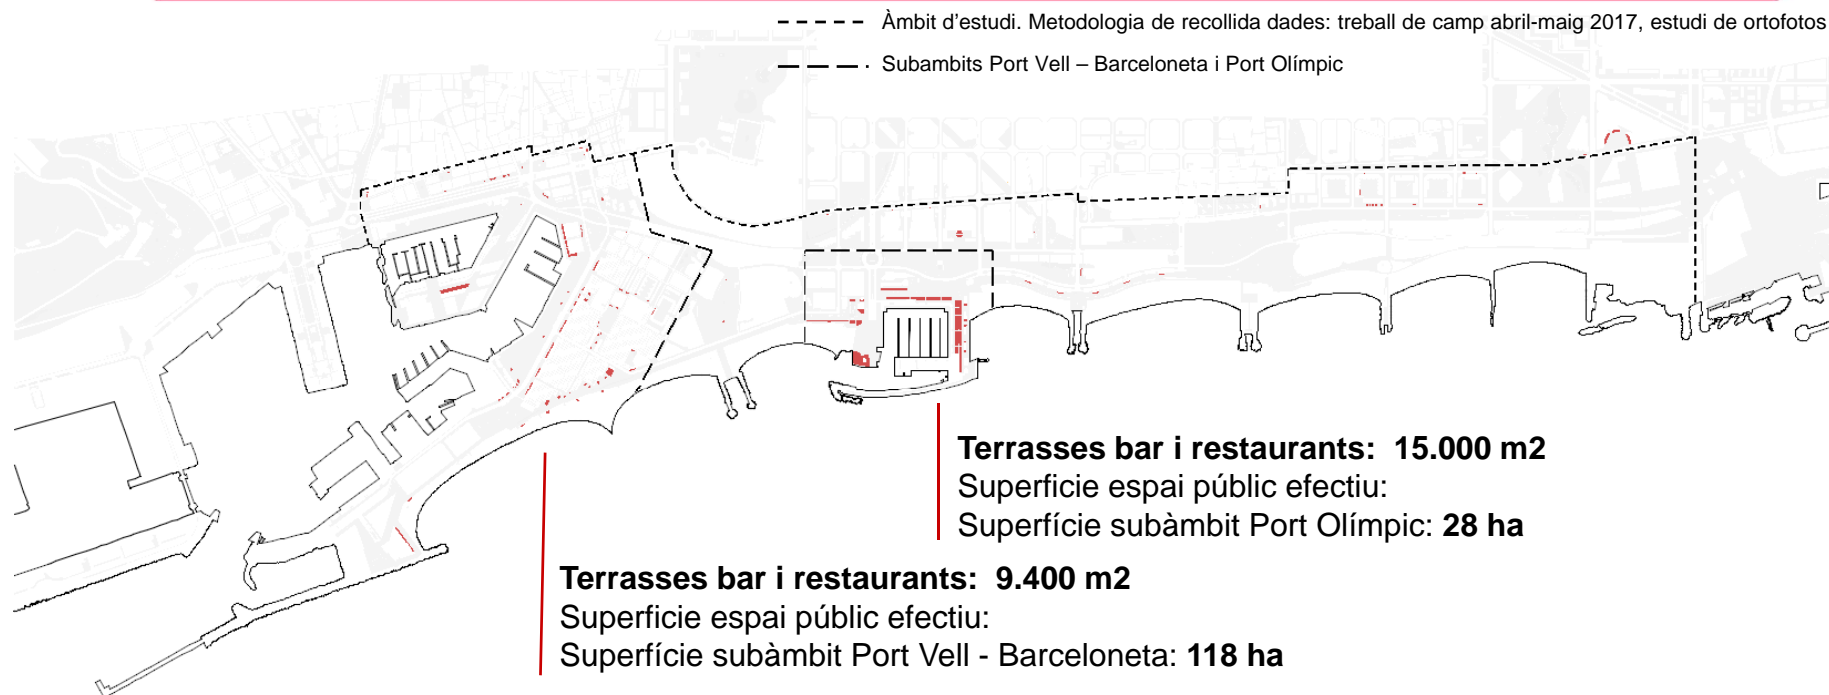 Àmbit d'estudi. Metodologia de recollida dades: treball de camp abril-maig 2017, estudi de ortofotos
Subambits Port Vell – Barceloneta i Port Olímpic
Terrasses bar i restaurants: 15.000 m2
Superficie espai públic efectiu:
Superfície subàmbit Port Olímpic: 28 ha
Terrasses bar i restaurants: 9.400 m2
Superficie espai públic efectiu:
Superfície subàmbit Port Vell - Barceloneta: 118 ha